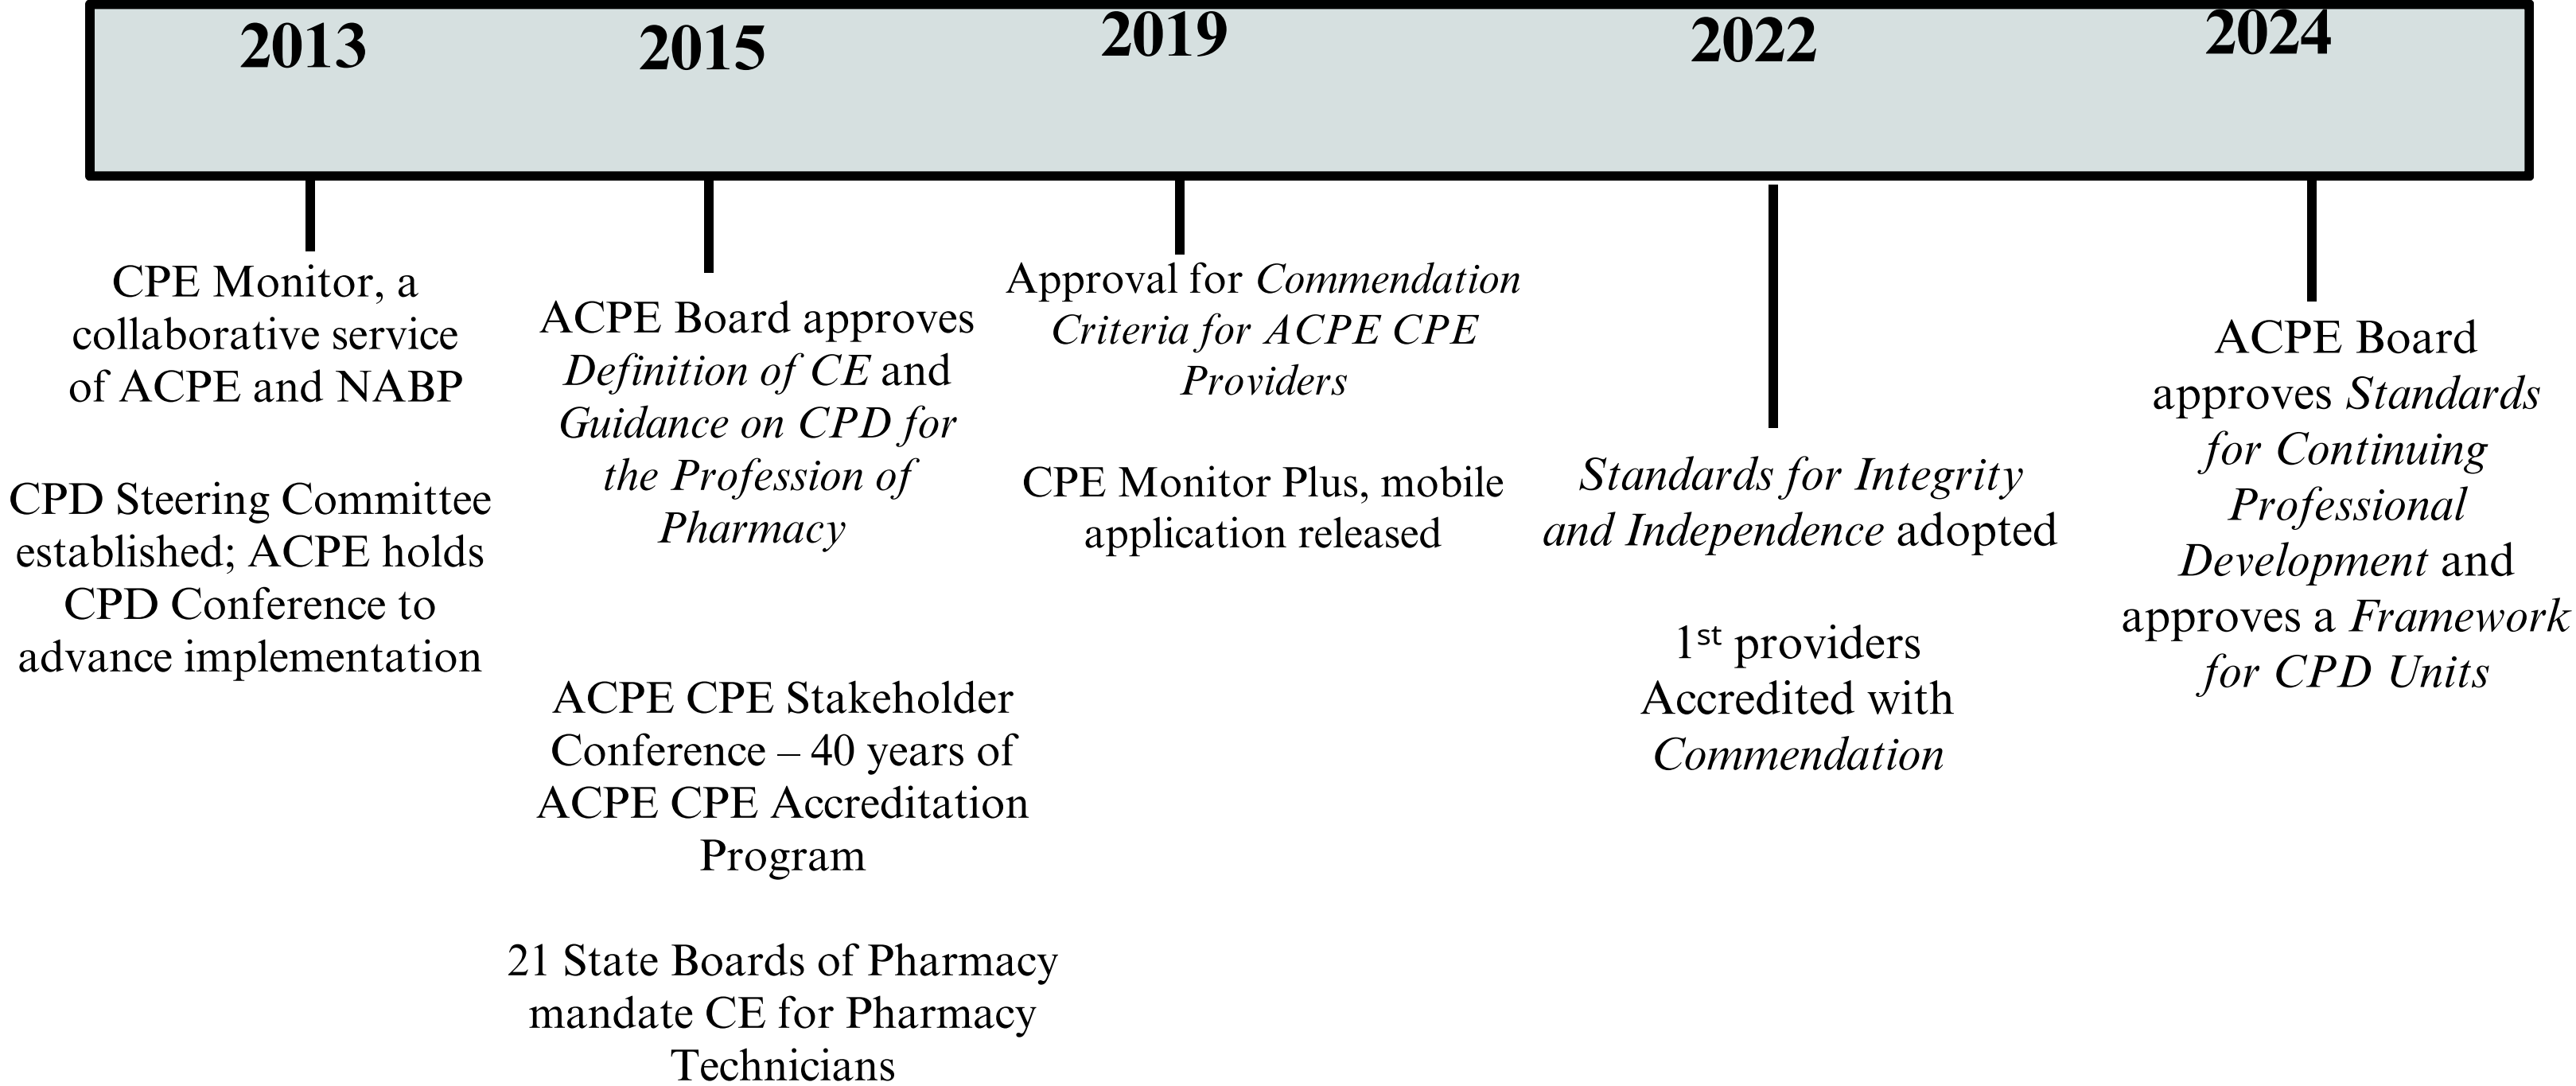 2013
2015
2019
2022
2024
CPE Monitor, a
collaborative service
of ACPE and NABP
CPD Steering Committee
established; ACPE holds
CPD Conference to
advance implementation
ACPE Board approves
Definition of CE and
Guidance on CPD for
the Profession of
Pharmacy
ACPE CPE Stakeholder
Conference – 40 years of
ACPE CPE Accreditation
Program
21 State Boards of Pharmacy
mandate CE for Pharmacy
Technicians
Approval for Commendation
Criteria for ACPE CPE
Providers
CPE Monitor Plus, mobile
application released
Standards for Integrity
and Independence adopted
1st providers
Accredited with
Commendation
ACPE Board
approves Standards
for Continuing
Professional
Development and
approves a Framework
for CPD Units